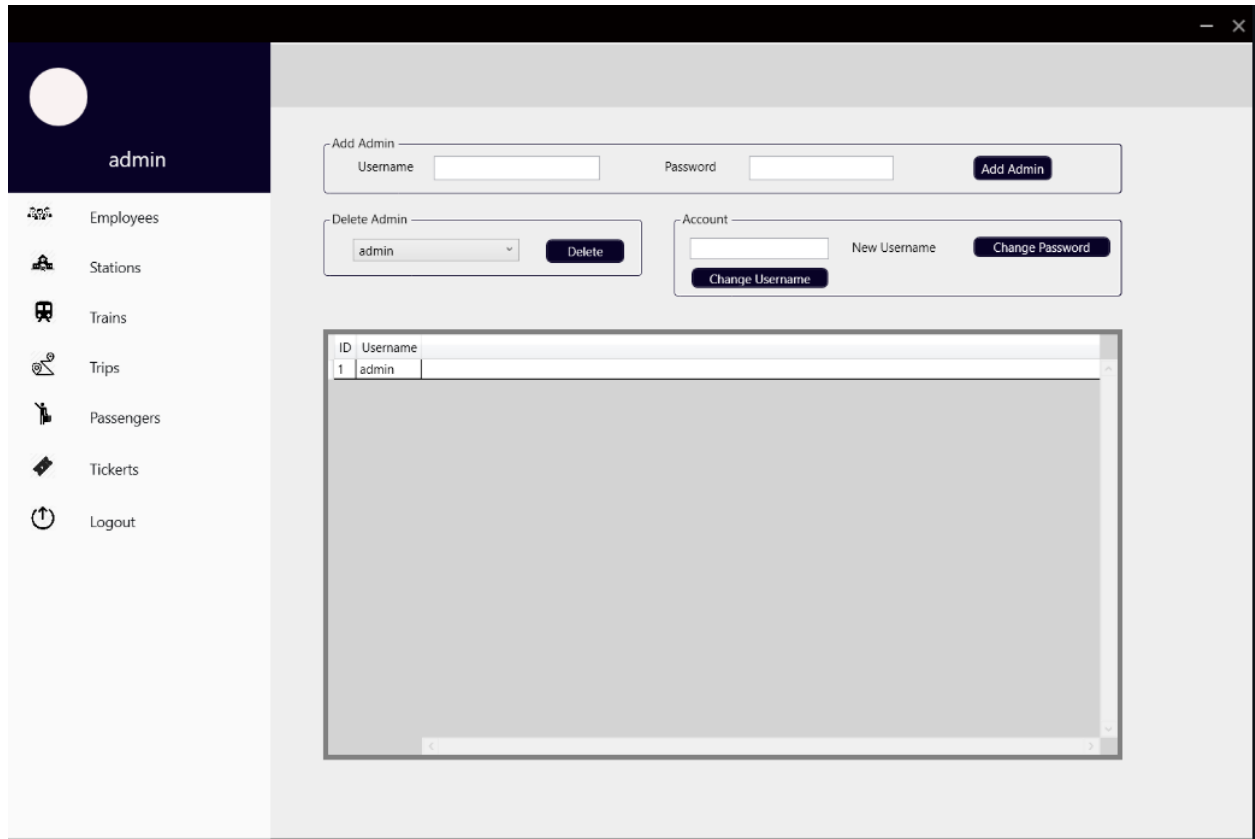 admin
Employees
Stations
Trains
Trips
Passengers
Tickerts
Logout
Add Admin
Username Password Add Admin
Delete Admin
admin Delete
Account
New Username Change Password
Change Username
ID Username
1 admin